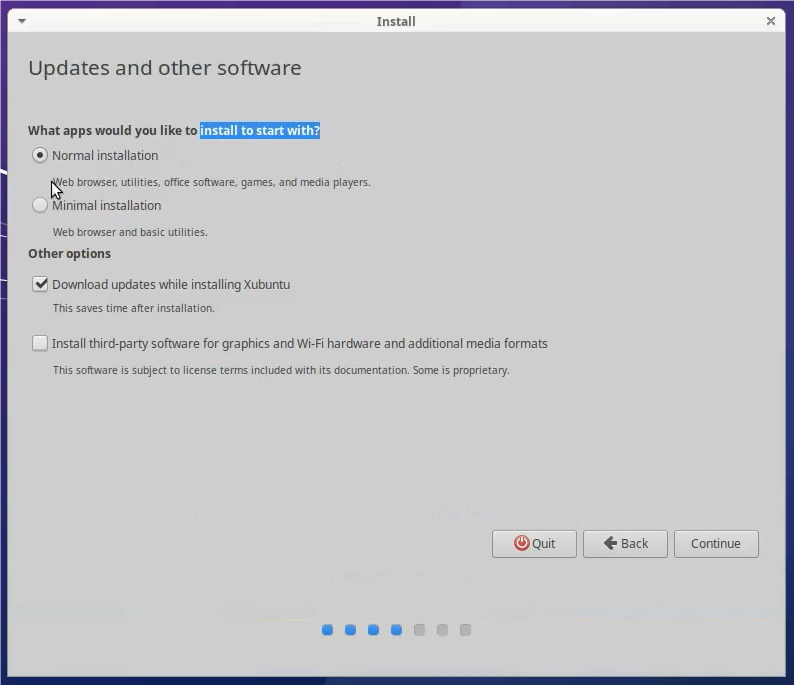 Install
Updates and other software
What apps would you like to install to start with?
Normal installation
Web browser, utilities, office software, games, and media players.
Minimal installation
Web browser and basic utilities.
Other options
Download updates while installing Xubuntu
This saves time after installation.
Install third-party software for graphics and Wi-Fi hardware and additional media formats
This software is subject to license terms included with its documentation. Some is proprietary.
Quit Back Continue